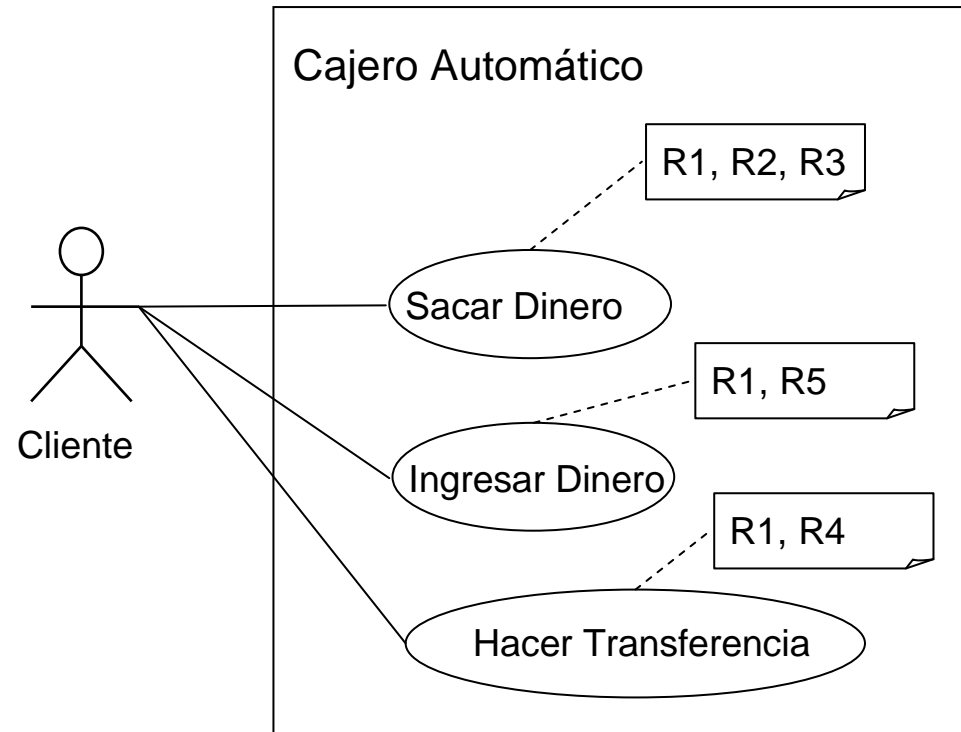 Cajero Automático
R1, R2, R3
Sacar Dinero
R1, R5
Cliente
Ingresar Dinero
R1, R4
Hacer Transferencia